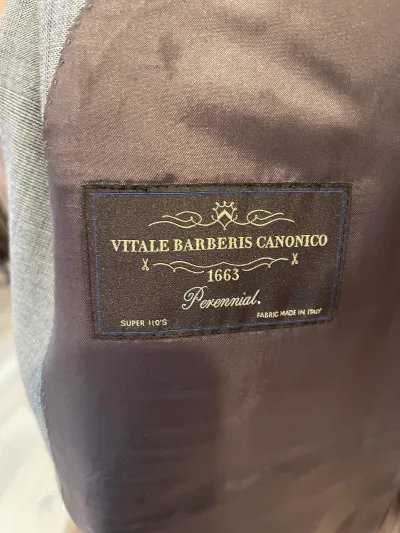 VITALE BARBERIS CANONICO
1663
Perennial.
SUPER 110'S
FABRIC MADE IN ITALY